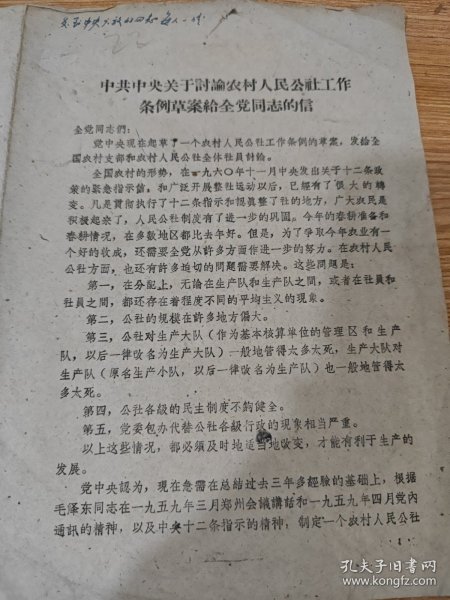 中共中央关于討論农村人民公社工作
条例草案給全党同志的信
全党同志們：
党中央現在起草了一个农村人民公社工作条例的草案，发給全
国农村支部和农村人民公社全体社員討論。
全国农村的形势，在一九六〇年十一月中央发出关于十二条政
策的緊急指示信，和广泛开展整社运动以后，已經有了很大的轉
变。凡是貫彻执行了十二条指示和認眞整了社的地方，广大农民是
积极起来了，人民公社制度有了进一步的巩固。今年的春耕准备和
春耕情况，在多数地区都比去年好。但是，为了爭取今年农业有一
个好的收成，还需要全党从許多方面作进一步的努力。在农村人民
公社方面，也还有許多迫切的問題需要解决。这些問題是：
第一，在分配上，无論在生产队和生产队之間，或者在社員和
社員之間，都还存在着程度不同的平均主义的現象。
第二，公社的規模在許多地方偏大。
第三，公社对生产大队（作为基本核算单位的管理区和生产
队，以后一律改名为生产大队）一般地管得太多太死，生产大队对
生产队（原名生产小队，以后一律改名为生产队）也一般地管得太
多太死。
第四，公社各級的民主制度不夠健全。
第五，党委包办代替公社各級行政的現象相当严重。
以上这些情况，都必須及时地适当地改变，才能有利于生产的
发展。
党中央認为，現在急需在总结过去三年多經驗的基础上，根据
毛泽东同志在一九五九年三月郑州会議講話和一九五九年四月党內
通訊的精神，以及中央十二条指示的精神，制定一个农村人民公社
·1·
孔夫子旧书网
www.kongfz.com